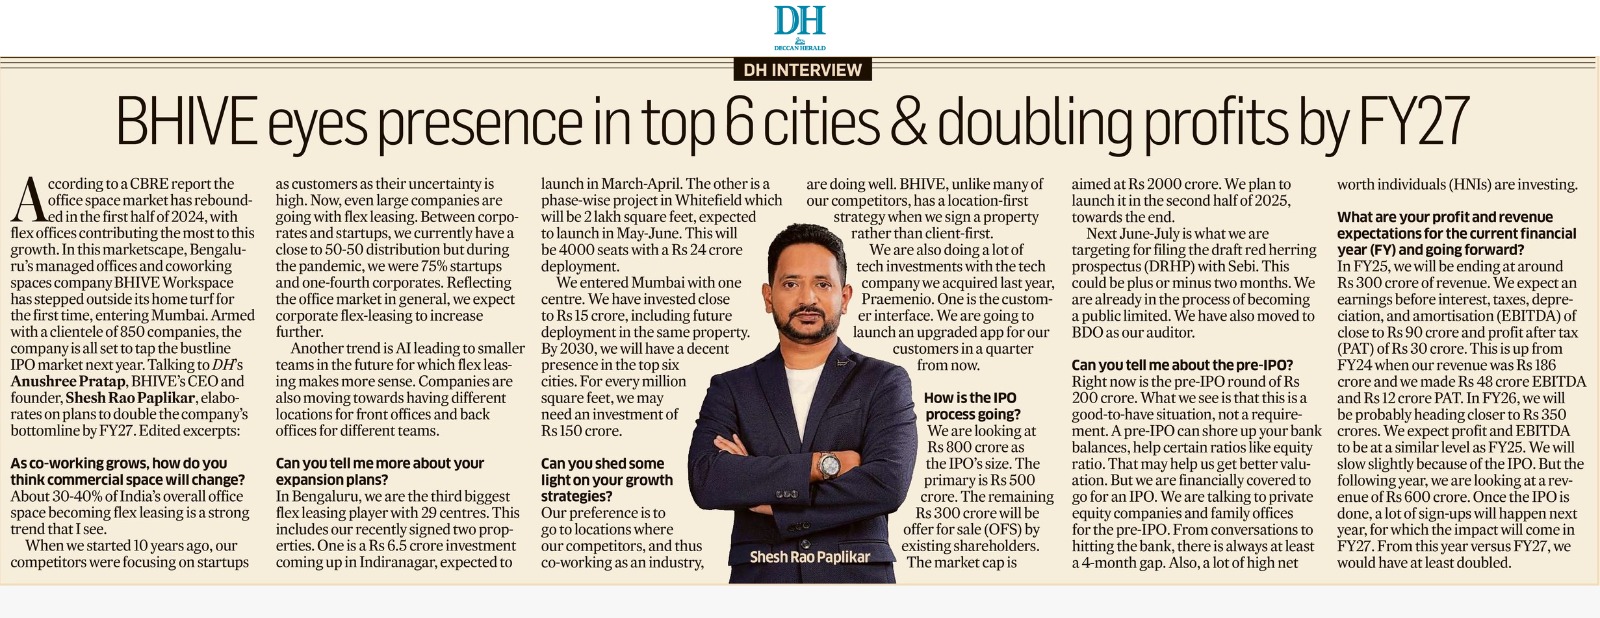 DH
DECCAN HERALD
DH INTERVIEW
BHIVE eyes presence in top 6 cities & doubling profits by FY27
According to a CBRE report the
office space market has rebound-
ed in the first half of 2024, with
flex offices contributing the most to this
growth. In this marketscape, Bengalu-
ru's managed offices and coworking
spaces company BHIVE Workspace
has stepped outside its home turf for
the first time, entering Mumbai. Armed
with a clientele of 850 companies, the
company is all set to tap the bustline
IPO market next year. Talking to DH's
Anushree Pratap, BHIVE's CEO and
founder, Shesh Rao Paplikar, elabo-
rates on plans to double the company's
bottomline by FY27. Edited excerpts:
As co-working grows, how do you
think commercial space will change?
About 30-40% of India's overall office
space becoming flex leasing is a strong
trend that I see.
When we started 10 years ago, our
competitors were focusing on startups
as customers as their uncertainty is
high. Now, even large companies are
going with flex leasing. Between corpo-
rates and startups, we currently have a
close to 50-50 distribution but during
the pandemic, we were 75% startups
and one-fourth corporates. Reflecting
the office market in general, we expect
corporate flex-leasing to increase
further.
Another trend is AI leading to smaller
teams in the future for which flex leas-
ing makes more sense. Companies are
also moving towards having different
locations for front offices and back
offices for different teams.
Can you tell me more about your
expansion plans?
In Bengaluru, we are the third biggest
flex leasing player with 29 centres. This
includes our recently signed two prop-
erties. One is a Rs 6.5 crore investment
coming up in Indiranagar, expected to
launch in March-April. The other is a
phase-wise project in Whitefield which
will be 2 lakh square feet, expected
to launch in May-June. This will
be 4000 seats with a Rs 24 crore
deployment.
We entered Mumbai with one
centre. We have invested close
to Rs 15 crore, including future
deployment in the same property.
By 2030, we will have a decent
presence in the top six
cities. For every million
square feet, we may
need an investment of
Rs 150 crore.
Can you shed some
light on your growth
strategies?
Our preference is to
go to locations where
our competitors, and thus
co-working as an industry,
are doing well. BHIVE, unlike many of
our competitors, has a location-first
strategy when we sign a property
rather than client-first.
We are also doing a lot of
tech investments with the tech
company we acquired last year,
Praemenio. One is the custom-
er interface. We are going to
launch an upgraded app for our
customers in a quarter
from now.
How is the IPO
process going?
We are looking at
Rs 800 crore as
the IPO's size. The
primary is Rs 500
crore. The remaining
Rs 300 crore will be
offer for sale (OFS) by
existing shareholders.
The market cap is
Shesh Rao Paplikar
aimed at Rs 2000 crore. We plan to
launch it in the second half of 2025,
towards the end.
Next June-July is what we are
targeting for filing the draft red herring
prospectus (DRHP) with Sebi. This
could be plus or minus two months. We
are already in the process of becoming
a public limited. We have also moved to
BDO as our auditor.
Can you tell me about the pre-IPO?
Right now is the pre-IPO round of Rs
200 crore. What we see is that this is a
good-to-have situation, not a require-
ment. A pre-IPO can shore up your bank
balances, help certain ratios like equity
ratio. That may help us get better valu-
ation. But we are financially covered to
go for an IPO. We are talking to private
equity companies and family offices
for the pre-IPO. From conversations to
hitting the bank, there is always at least
a 4-month gap. Also, a lot of high net
worth individuals (HNIs) are investing.
What are your profit and revenue
expectations for the current financial
year (FY) and going forward?
In FY25, we will be ending at around
Rs 300 crore of revenue. We expect an
earnings before interest, taxes, depre-
ciation, and amortisation (EBITDA) of
close to Rs 90 crore and profit after tax
(PAT) of Rs 30 crore. This is up from
FY24 when our revenue was Rs 186
crore and we made Rs 48 crore EBITDA
and Rs 12 crore PAT. In FY26, we will
be probably heading closer to Rs 350
crores. We expect profit and EBITDA
to be at a similar level as FY25. We will
slow slightly because of the IPO. But the
following year, we are looking at a rev-
enue of Rs 600 crore. Once the IPO is
done, a lot of sign-ups will happen next
year, for which the impact will come in
FY27. From this year versus FY27, we
would have at least doubled.